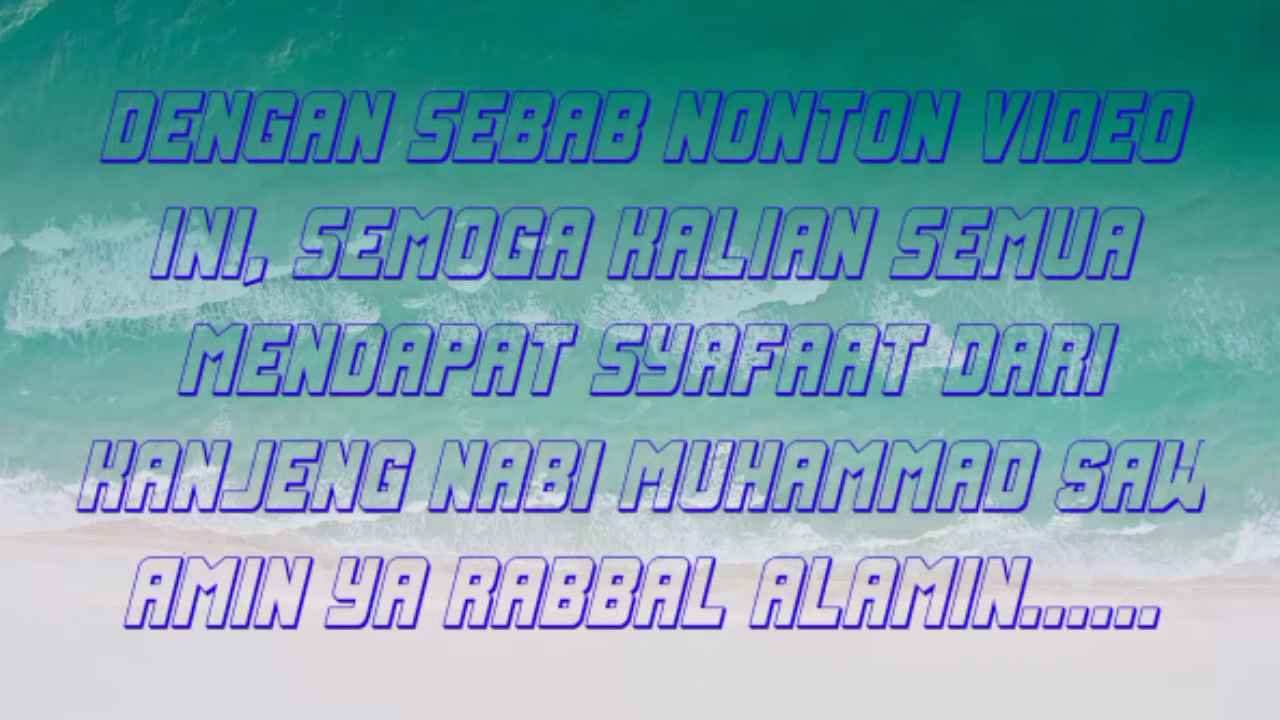 DENGAN SEBAB NONTON VIDEO
INI, SEMOGA KALIAN SEMUA
MENDAPAT SYAFAAT DARI
KANJENG NABI MUHAMMAD SAW
AMIN YA RABBAL ALAMIN......